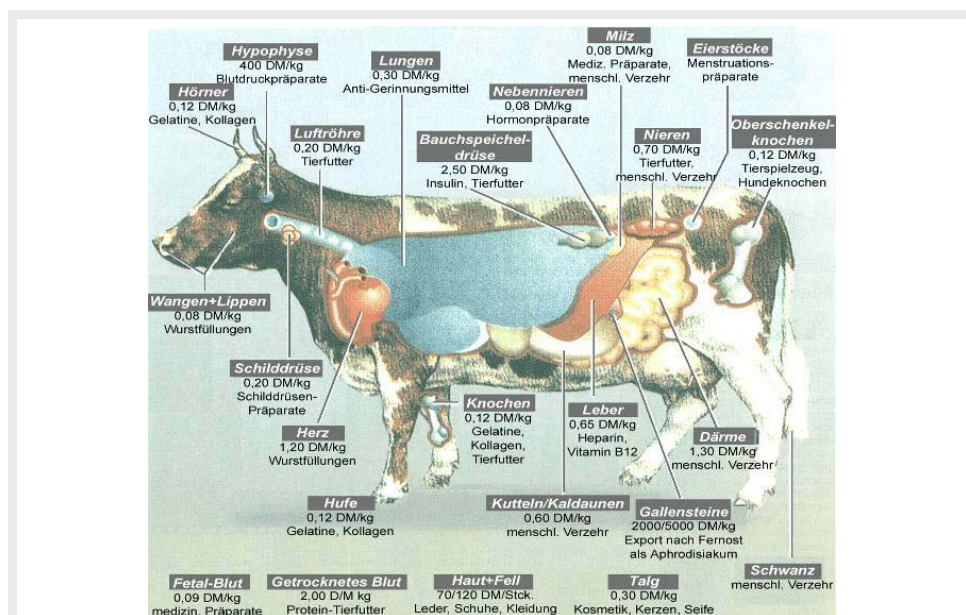 Hypophyse
400 DM/kg
Blutdruckpräparate
Lungen
0,30 DM/kg
Anti-Gerinnungsmittel
Milz
0,08 DM/kg
Mediz. Präparate,
menschl. Verzehr
Eierstöcke
Menstruations-
präparate
Hörner
0,12 DM/kg
Gelatine, Kollagen
Luftröhre
0,20 DM/kg
Tierfutter
Nebennieren
0,08 DM/kg
Hormonpräparate
Bauchspeichel-
drüse
2,50 DM/kg
Insulin, Tierfutter
Nieren
0,70 DM/kg
Tierfutter,
menschl. Verzehr
Oberschenkel-
knochen
0,12 DM/kg
Tierspielzeug,
Hundeknochen
Wangen+Lippen
0,08 DM/kg
Wurstfüllungen
Schilddrüse
0,20 DM/kg
Schilddrüsen-
Präparate
Herz
1,20 DM/kg
Wurstfüllungen
Knochen
0,12 DM/kg
Gelatine,
Kollagen,
Tierfutter
Leber
0,65 DM/kg
Heparin,
Vitamin B12
Därme
1,30 DM/kg
menschl. Verzehr
Hufe
0,12 DM/kg
Gelatine, Kollagen
Kutteln/Kaldaunen
0,60 DM/kg
menschl. Verzehr
Gallensteine
2000/5000 DM/kg
Export nach Fernost
als Aphrodisiakum
Schwanz
menschl. Verzehr
Fetal-Blut
0,09 DM/kg
medizin. Präparate
Getrocknetes Blut
2,00 D/M kg
Protein-Tierfutter
Haut+Fell
70/120 DM/Stck.
Leder, Schuhe, Kleidung
Talg
0,30 DM/kg
Kosmetik, Kerzen, Seife